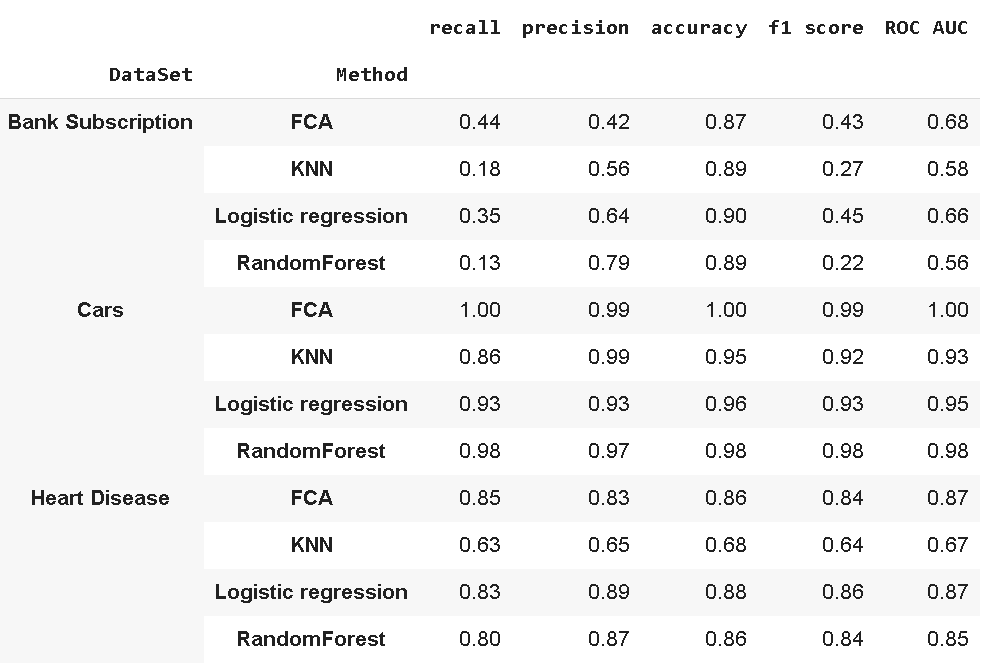 recall precision accuracy f1 score ROC AUC
DataSet Method
Bank Subscription FCA 0.44 0.42 0.87 0.43 0.68
KNN 0.18 0.56 0.89 0.27 0.58
Logistic regression 0.35 0.64 0.90 0.45 0.66
RandomForest 0.13 0.79 0.89 0.22 0.56
Cars FCA 1.00 0.99 1.00 0.99 1.00
KNN 0.86 0.99 0.95 0.92 0.93
Logistic regression 0.93 0.93 0.96 0.93 0.95
RandomForest 0.98 0.97 0.98 0.98 0.98
Heart Disease FCA 0.85 0.83 0.86 0.84 0.87
KNN 0.63 0.65 0.68 0.64 0.67
Logistic regression 0.83 0.89 0.88 0.86 0.87
RandomForest 0.80 0.87 0.86 0.84 0.85